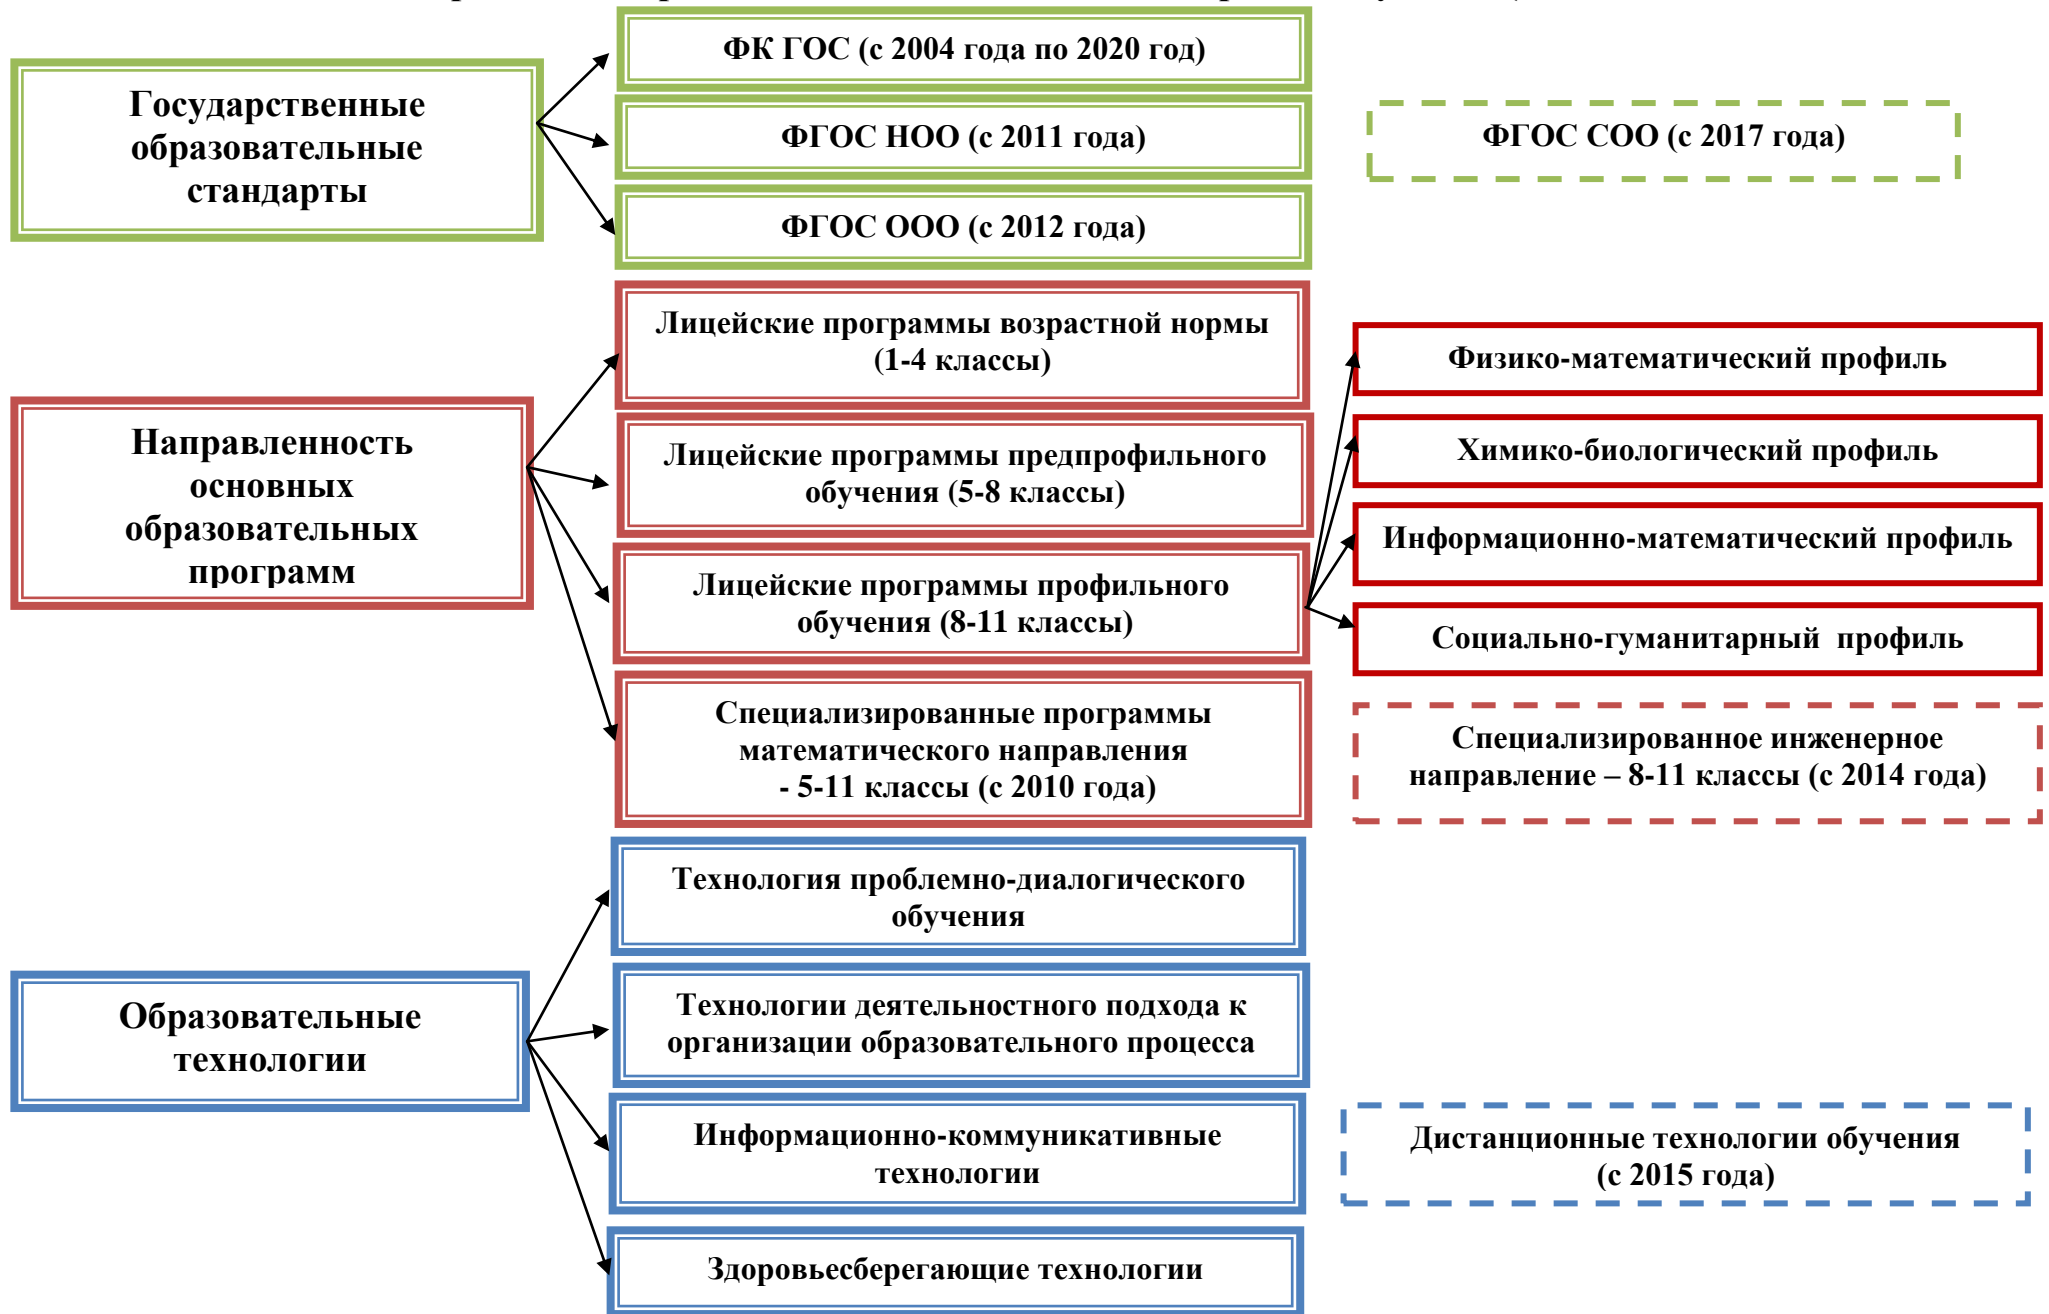 Государственные
образовательные
стандарты
ФК ГОС (с 2004 года по 2020 год)
ФГОС НОО (с 2011 года)
ФГОС ООО (с 2012 года)
ФГОС СОО (с 2017 года)
Направленность
основных
образовательных
программ
Лицейские программы возрастной нормы
(1-4 классы)
Лицейские программы предпрофильного
обучения (5-8 классы)
Лицейские программы профильного
обучения (8-11 классы)
Специализированные программы
математического направления
- 5-11 классы (с 2010 года)
Физико-математический профиль
Химико-биологический профиль
Информационно-математический профиль
Социально-гуманитарный профиль
Специализированное инженерное
направление – 8-11 классы (с 2014 года)
Образовательные
технологии
Технология проблемно-диалогического
обучения
Технологии деятельностного подхода к
организации образовательного процесса
Информационно-коммуникативные
технологии
Здоровьесберегающие технологии
Дистанционные технологии обучения
(с 2015 года)